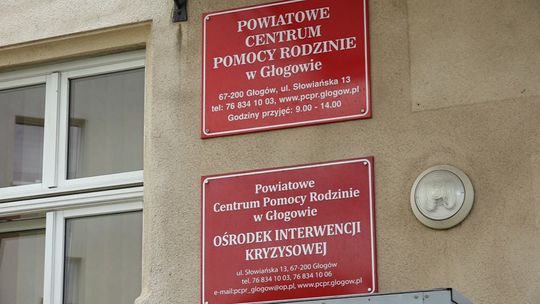 POWIATOWE
CENTRUM
POMOCY RODZINIE
w Głogowie
67-200 Głogów, ul. Słowiańska 13
tel: 76 834 10 03, www.pcpr.glogow.pl
Godziny przyjęć: 9.00 - 14.00
Powiatowe
Centrum Pomocy Rodzinie
w Głogowie
OŚRODEK INTERWENCJI
KRYZYSOWEJ
ul. Słowiańska 13, 67-200 Głogów
tel. 76 834 10 03, 76 834 10 06
e-mail:pcpr_glogow@op.pl, www.pcpr.glogow.pl